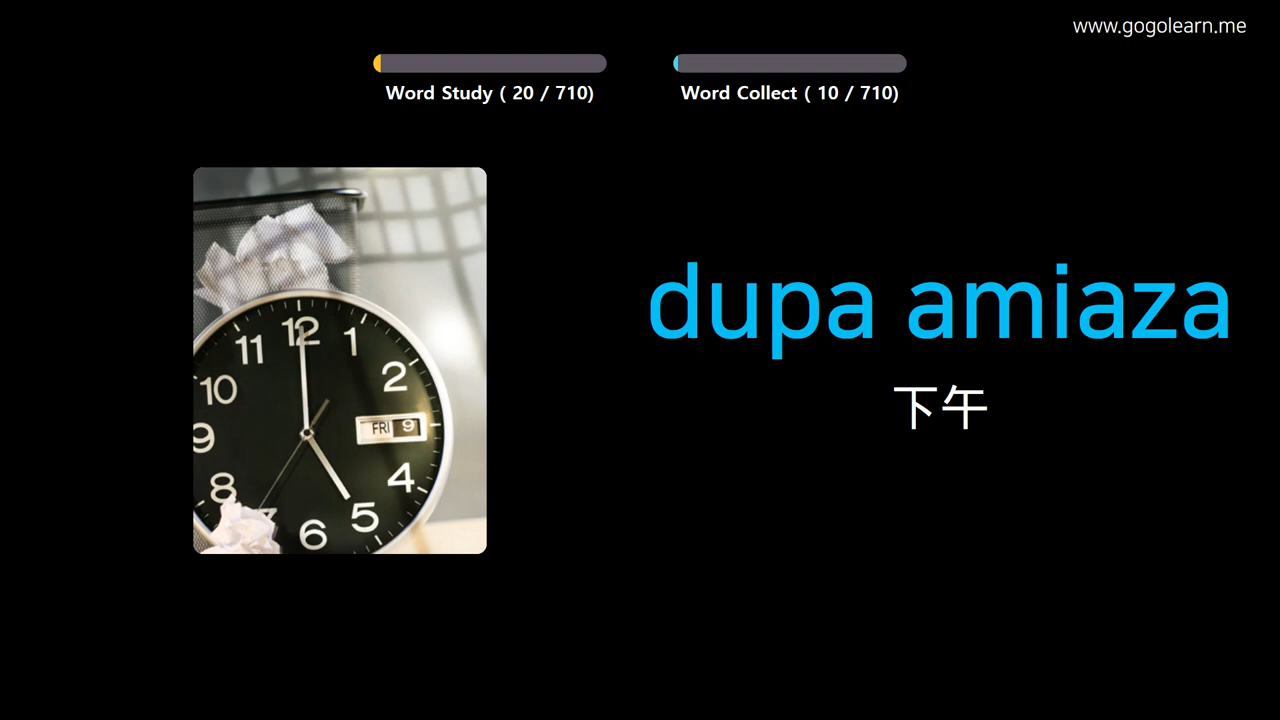 www.gogolearn.me
Word Study ( 20 / 710)
Word Collect ( 10 / 710)
dupa amiaza
下午
12
11
1
10
2
9
FRI 9
8
4
7
5
6